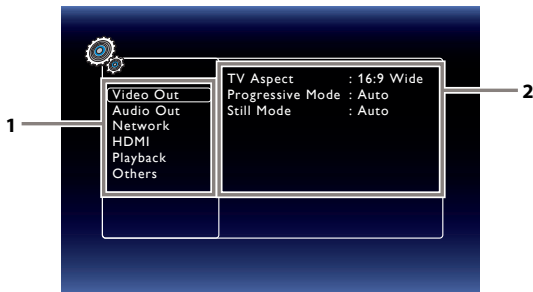 TV Aspect : 16:9 Wide
Progressive Mode : Auto
Still Mode : Auto
Video Out
Audio Out
Network
HDMI
Playback
Others
1
2